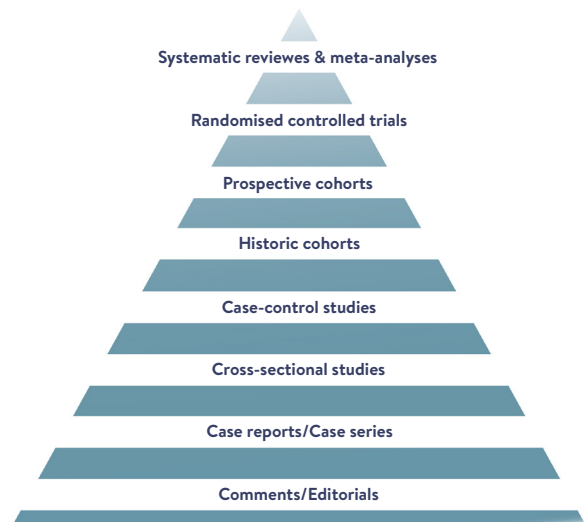 Systematic reviewes & meta-analyses
Randomised controlled trials
Prospective cohorts
Historic cohorts
Case-control studies
Cross-sectional studies
Case reports/Case series
Comments/Editorials